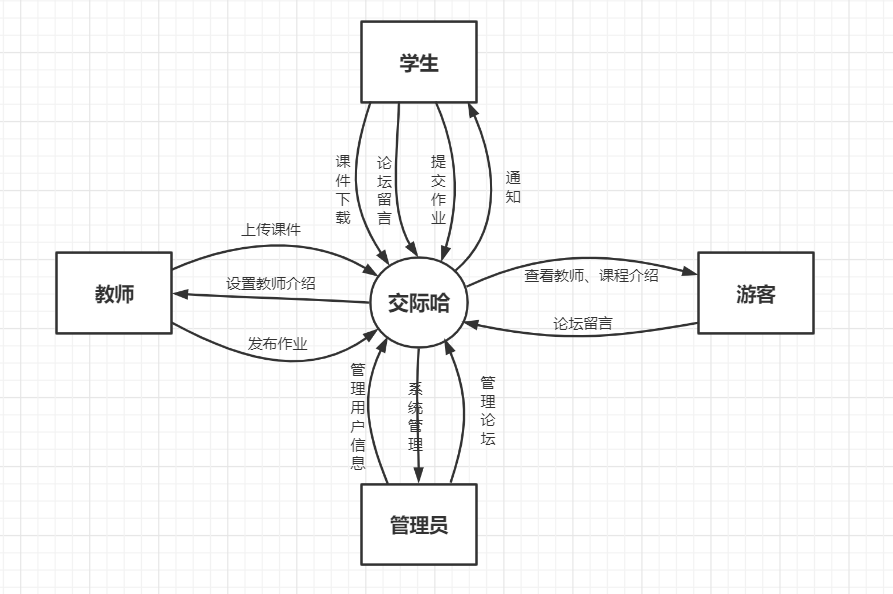 学生
课件下载
论坛留言
提交作业
通知
上传课件
设置教师介绍
查看教师、课程介绍
教师
交际哈
游客
论坛留言
发布作业
管理用户信息
系统管理
管理论坛
管理员